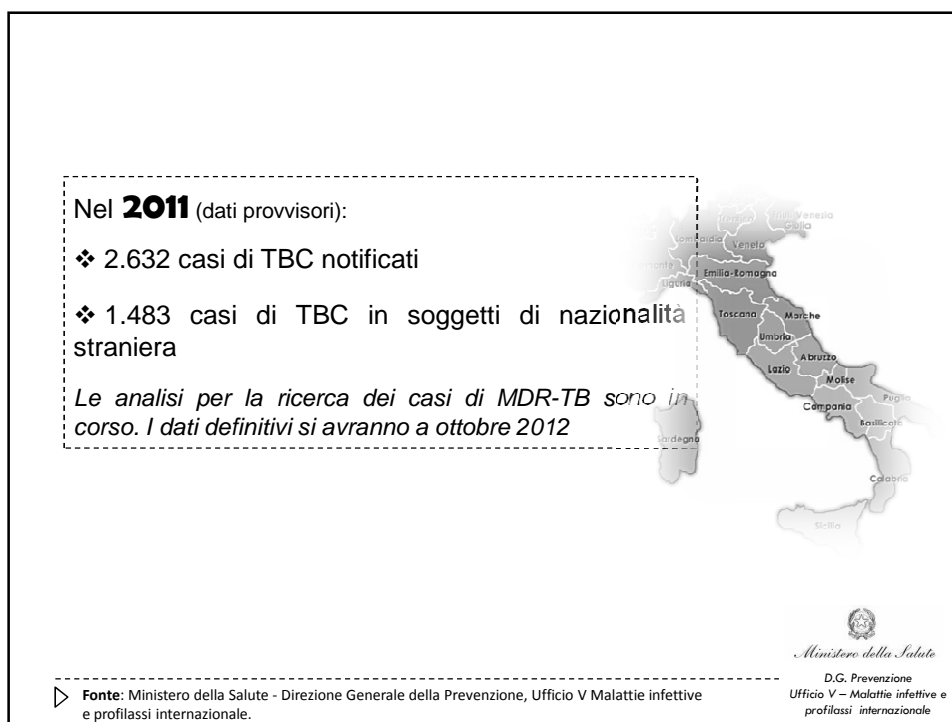 Nel 2011 (dati provvisori):
❖ 2.632 casi di TBC notificati
❖ 1.483 casi di TBC in soggetti di nazionalità
straniera
Le analisi per la ricerca dei casi di MDR-TB sono in
corso. I dati definitivi si avranno a ottobre 2012
Venezia
Giulia
Lombardia
Veneto
Emilia-Romagna
Liguria
Toscana
Marche
Umbria
Abruzzo
Lazio
Molise
Campania
Puglia
Basilicata
Sardegna
Calabria
Sicilia
Ministero della Salute
D.G. Prevenzione
Ufficio V – Malattie infettive e
profilassi internazionale
Fonte: Ministero della Salute - Direzione Generale della Prevenzione, Ufficio V Malattie infettive
e profilassi internazionale.